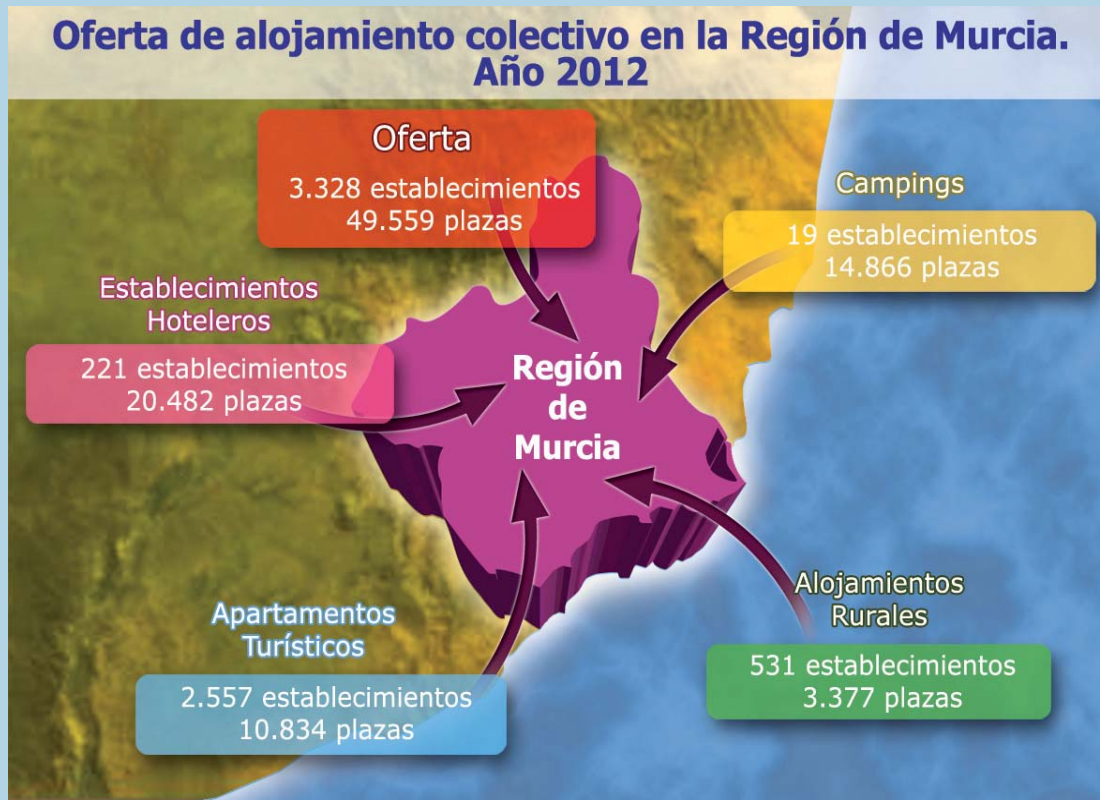 Oferta de alojamiento colectivo en la Región de Murcia.
Año 2012
Oferta
3.328 establecimientos
49.559 plazas
Campings
19 establecimientos
14.866 plazas
Establecimientos
Hoteleros
221 establecimientos
20.482 plazas
Región
de
Murcia
Alojamientos
Rurales
531 establecimientos
3.377 plazas
Apartamentos
Turísticos
2.557 establecimientos
10.834 plazas